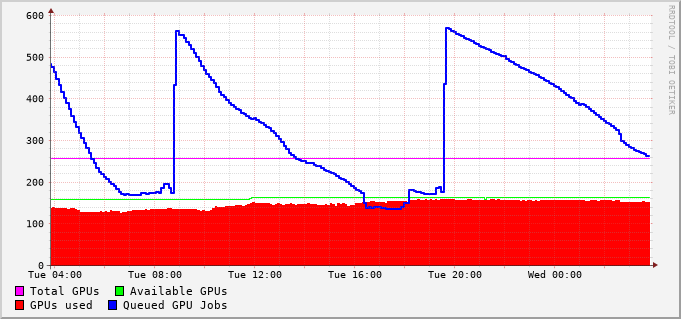 600
500
400
300
200
100
0
Tue 04:00 Tue 08:00 Tue 12:00 Tue 16:00 Tue 20:00 Wed 00:00
Total GPUs Available GPUs
GPUs used Queued GPU Jobs
RRDTOOL / TOBI OETIKER